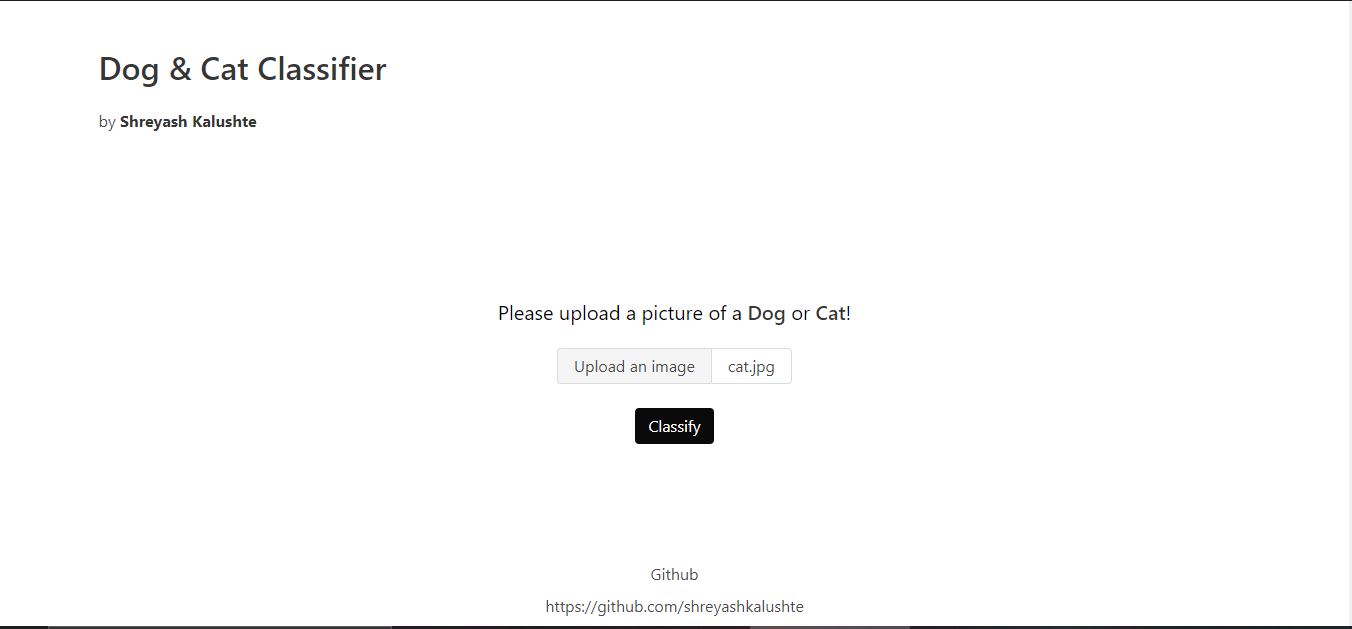 Dog & Cat Classifier
by Shreyash Kalushte
Please upload a picture of a Dog or Cat!
Upload an image cat.jpg
Classify
Github
https://github.com/shreyashkalushte